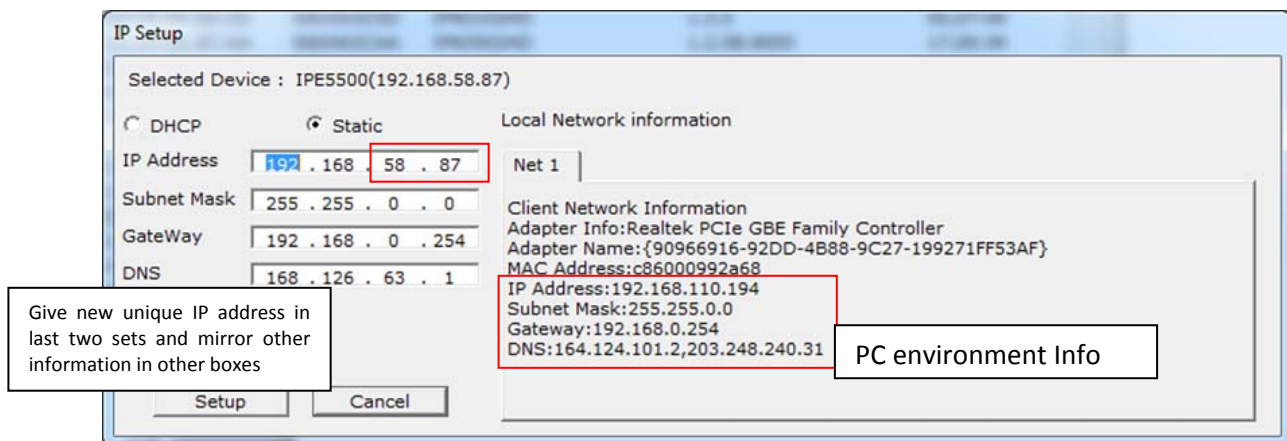 IP Setup
Selected Device : IPE5500(192.168.58.87)
DHCP
Static
IP Address
192 . 168 . 58 . 87
Subnet Mask
255 . 255 . 0 . 0
GateWay
192 . 168 . 0 . 254
DNS
168 . 126 . 63 . 1
Give new unique IP address in
last two sets and mirror other
information in other boxes
Setup
Cancel
Local Network information
Net 1
Client Network Information
Adapter Info:Realtek PCIe GBE Family Controller
Adapter Name:{90966916-92DD-4B88-9C27-199271FF53AF}
MAC Address:c86000992a68
IP Address:192.168.110.194
Subnet Mask:255.255.0.0
Gateway:192.168.0.254
DNS:164.124.101.2,203.248.240.31
PC environment Info